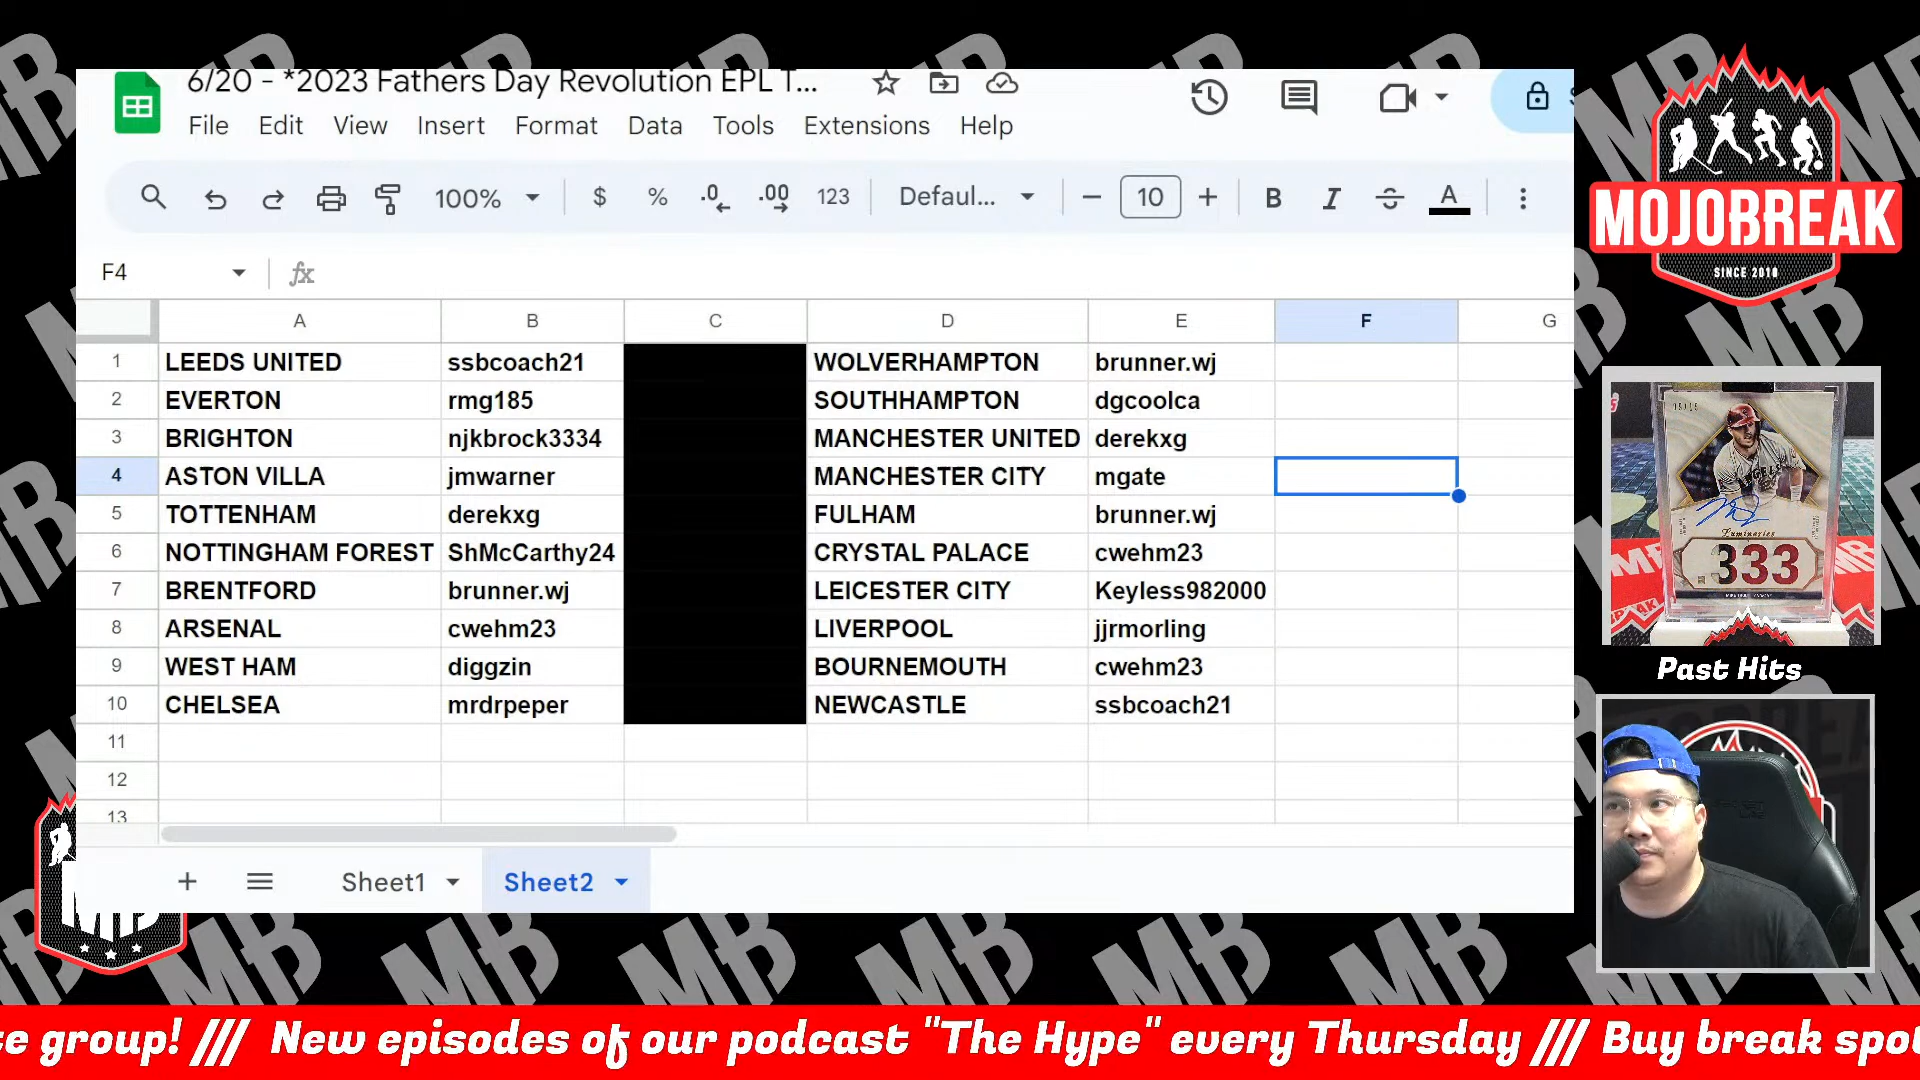 6/20 - *2023 Fathers Day Revolution EPL T...
File Edit View Insert Format Data Tools Extensions Help
100% $ % .0 .00 123 Defaul... 10 B I S A
F4 fx
A B C D E F G
1 LEEDS UNITED ssbcoach21 WOLVERHAMPTON brunner.wj
2 EVERTON rmg185 SOUTHHAMPTON dgcoolca
3 BRIGHTON njkbrock3334 MANCHESTER UNITED derekxg
4 ASTON VILLA jmwarner MANCHESTER CITY mgate
5 TOTTENHAM derekxg FULHAM brunner.wj
6 NOTTINGHAM FOREST ShMcCarthy24 CRYSTAL PALACE cwehm23
7 BRENTFORD brunner.wj LEICESTER CITY Keyless982000
8 ARSENAL cwehm23 LIVERPOOL jjrmorling
9 WEST HAM diggzin BOURNEMOUTH cwehm23
10 CHELSEA mrdrpeper NEWCASTLE ssbcoach21
11
12
13
Sheet1 Sheet2
MOJOBREAK
SINCE 2010
ANGELS
Luminaries
333
Past Hits
te group! /// New episodes of our podcast "The Hype" every Thursday /// Buy break spot